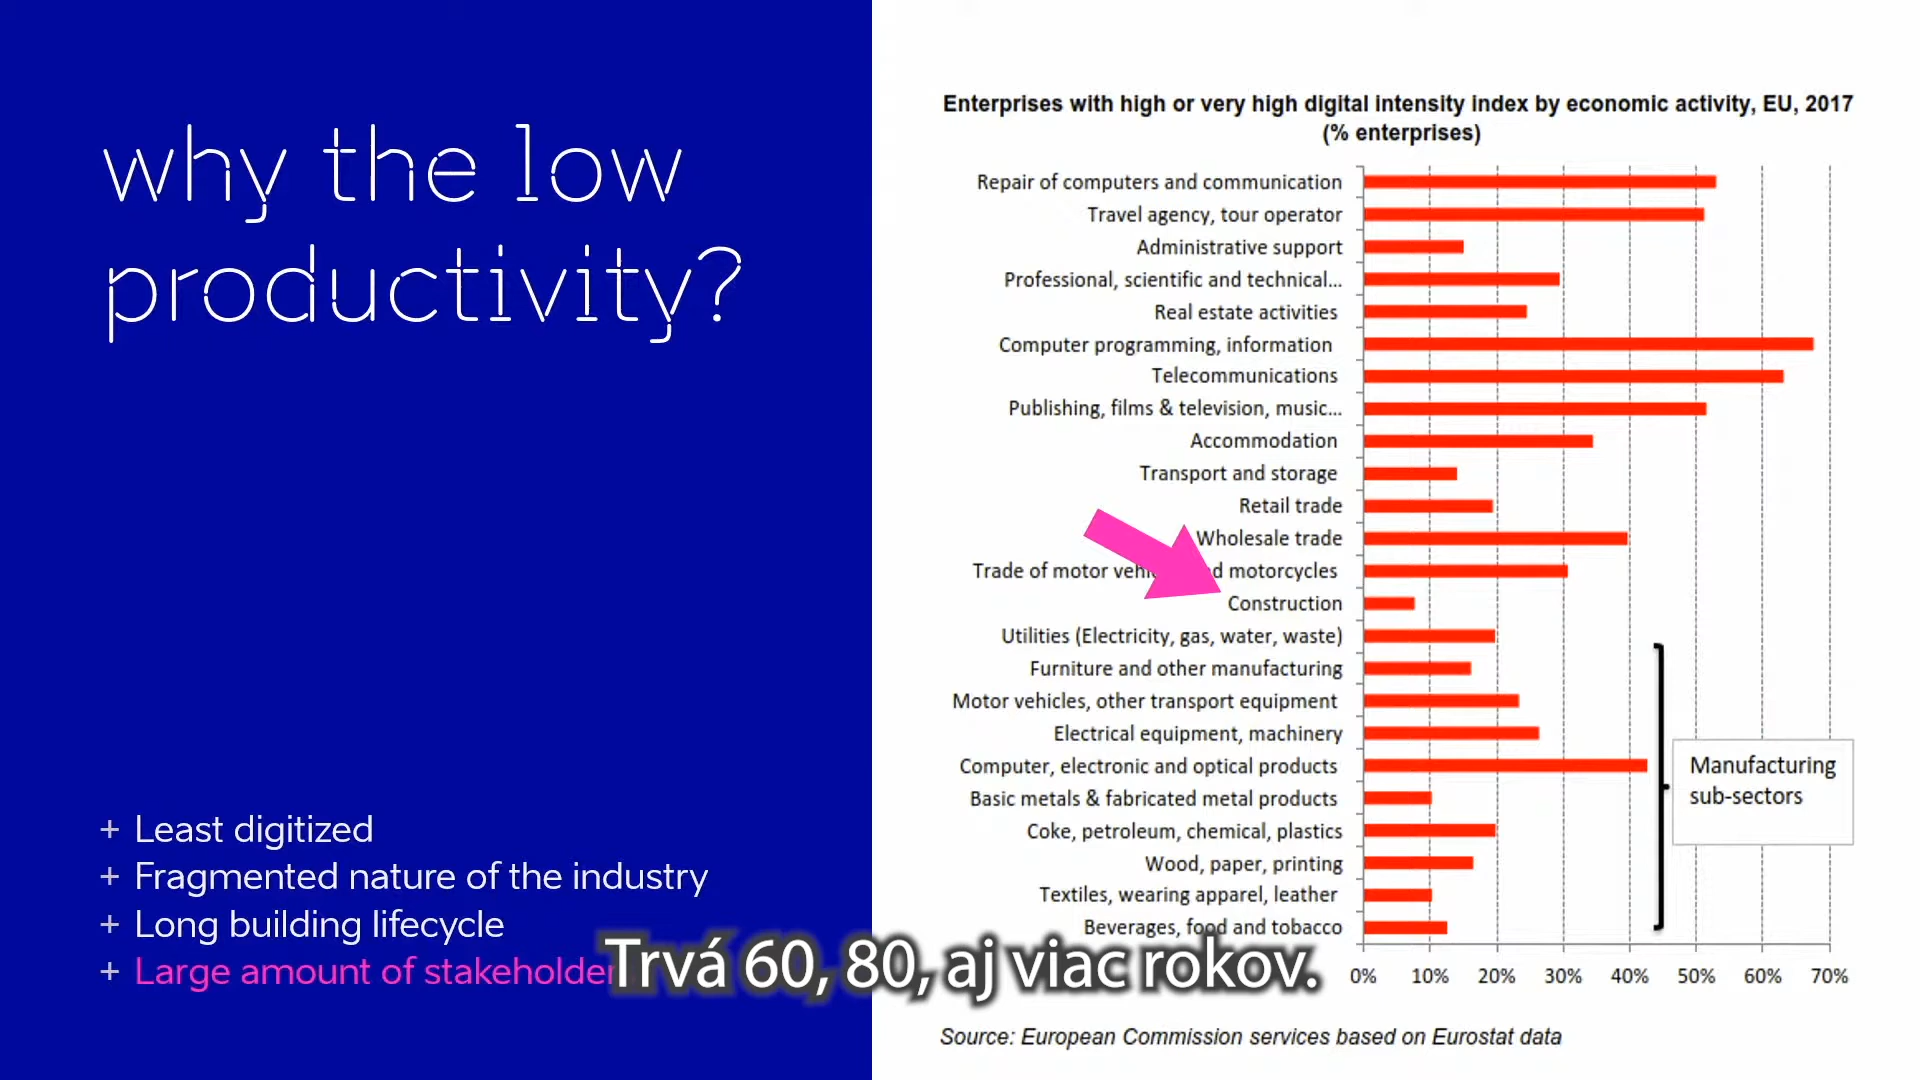 why the low
productivity?
+ Least digitized
+ Fragmented nature of the industry
+ Long building lifecycle
+ Large amount of
Enterprises with high or very high digital intensity index by economic activity, EU, 2017
(% enterprises)
Repair of computers and communication
Travel agency, tour operator
Administrative support
Professional, scientific and technical...
Real estate activities
Computer programming, information
Telecommunications
Publishing, films & television, music...
Accommodation
Transport and storage
Retail trade
Wholesale trade
Trade of motor motorcycles
Construction
Utilities (Electricity, gas, water, waste)
Furniture and other manufacturing
Motor vehicles, other transport equipment
Electrical equipment, machinery
Computer, electronic and optical products
Basic metals & fabricated metal products
Coke, petroleum, chemical, plastics
Wood, paper, printing
Textiles, wearing apparel, leather
Beverages, food and tobacco
0% 10% 20% 30% 40% 50% 60% 70%
Manufacturing
sub-sectors
Source: European Commission services based on Eurostat data
Trvá 60, 80, aj viac rokov.